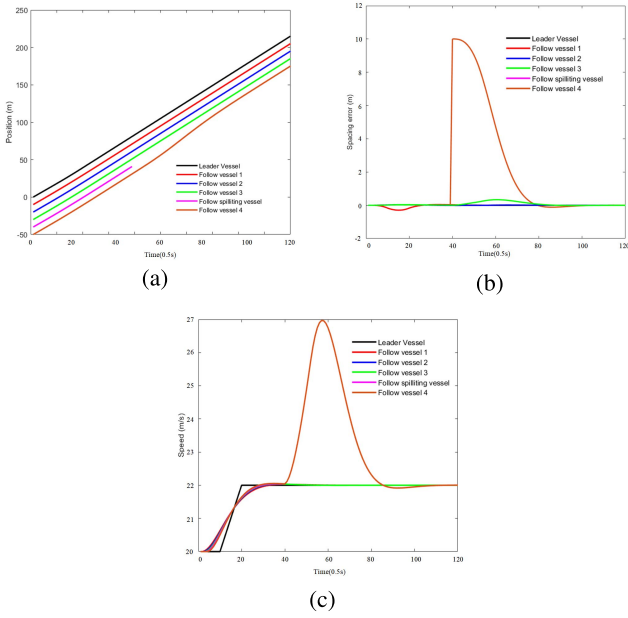 250
200
150
100
50
0
-50
0
20
40
60
80
100
120
Position (m)
Time(0.5s)
Leader Vessel
Follow vessel 1
Follow vessel 2
Follow vessel 3
Follow spilliting vessel
Follow vessel 4
(a)
12
10
8
6
4
2
0
-2
0
20
40
60
80
100
120
Spacing error (m)
Time(0.5s)
Leader Vessel
Follow vessel 1
Follow vessel 2
Follow vessel 3
Follow spilliting vessel
Follow vessel 4
(b)
27
26
25
24
23
22
21
20
0
20
40
60
80
100
120
Speed (m/s)
Time(0.5s)
Leader Vessel
Follow vessel 1
Follow vessel 2
Follow vessel 3
Follow spilliting vessel
Follow vessel 4
(c)